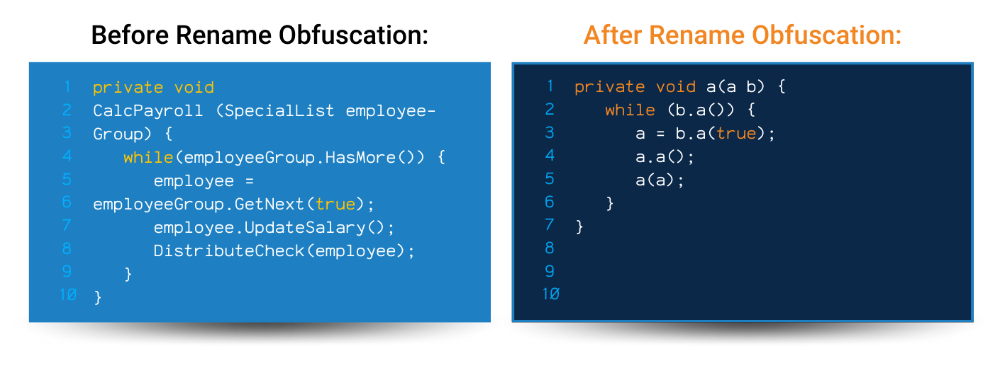 Before Rename Obfuscation:
1 private void
2 CalcPayroll (SpecialList employee-
3 Group) {
4 while(employeeGroup.HasMore()) {
5 employee =
6 employeeGroup.GetNext(true);
7 employee.UpdateSalary();
8 DistributeCheck(employee);
9 }
10 }
After Rename Obfuscation:
1 private void a(a b) {
2 while (b.a()) {
3 a = b.a(true);
4 a.a();
5 a(a);
6 }
7 }
8
9
10